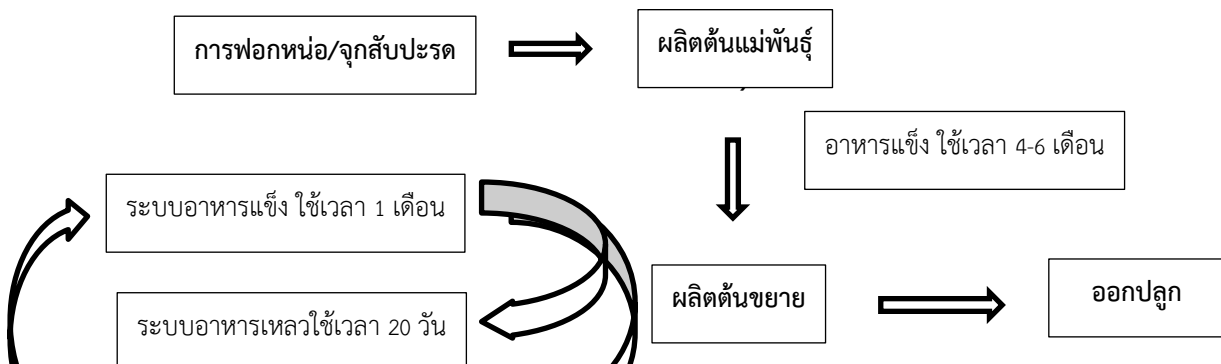 การฟอกหน่อ/จุกสับปะรด
ผลิตต้นแม่พันธุ์
อาหารแข็ง ใช้เวลา 4-6 เดือน
ระบบอาหารแข็ง ใช้เวลา 1 เดือน
ผลิตต้นขยาย
ออกปลูก
ระบบอาหารเหลวใช้เวลา 20 วัน